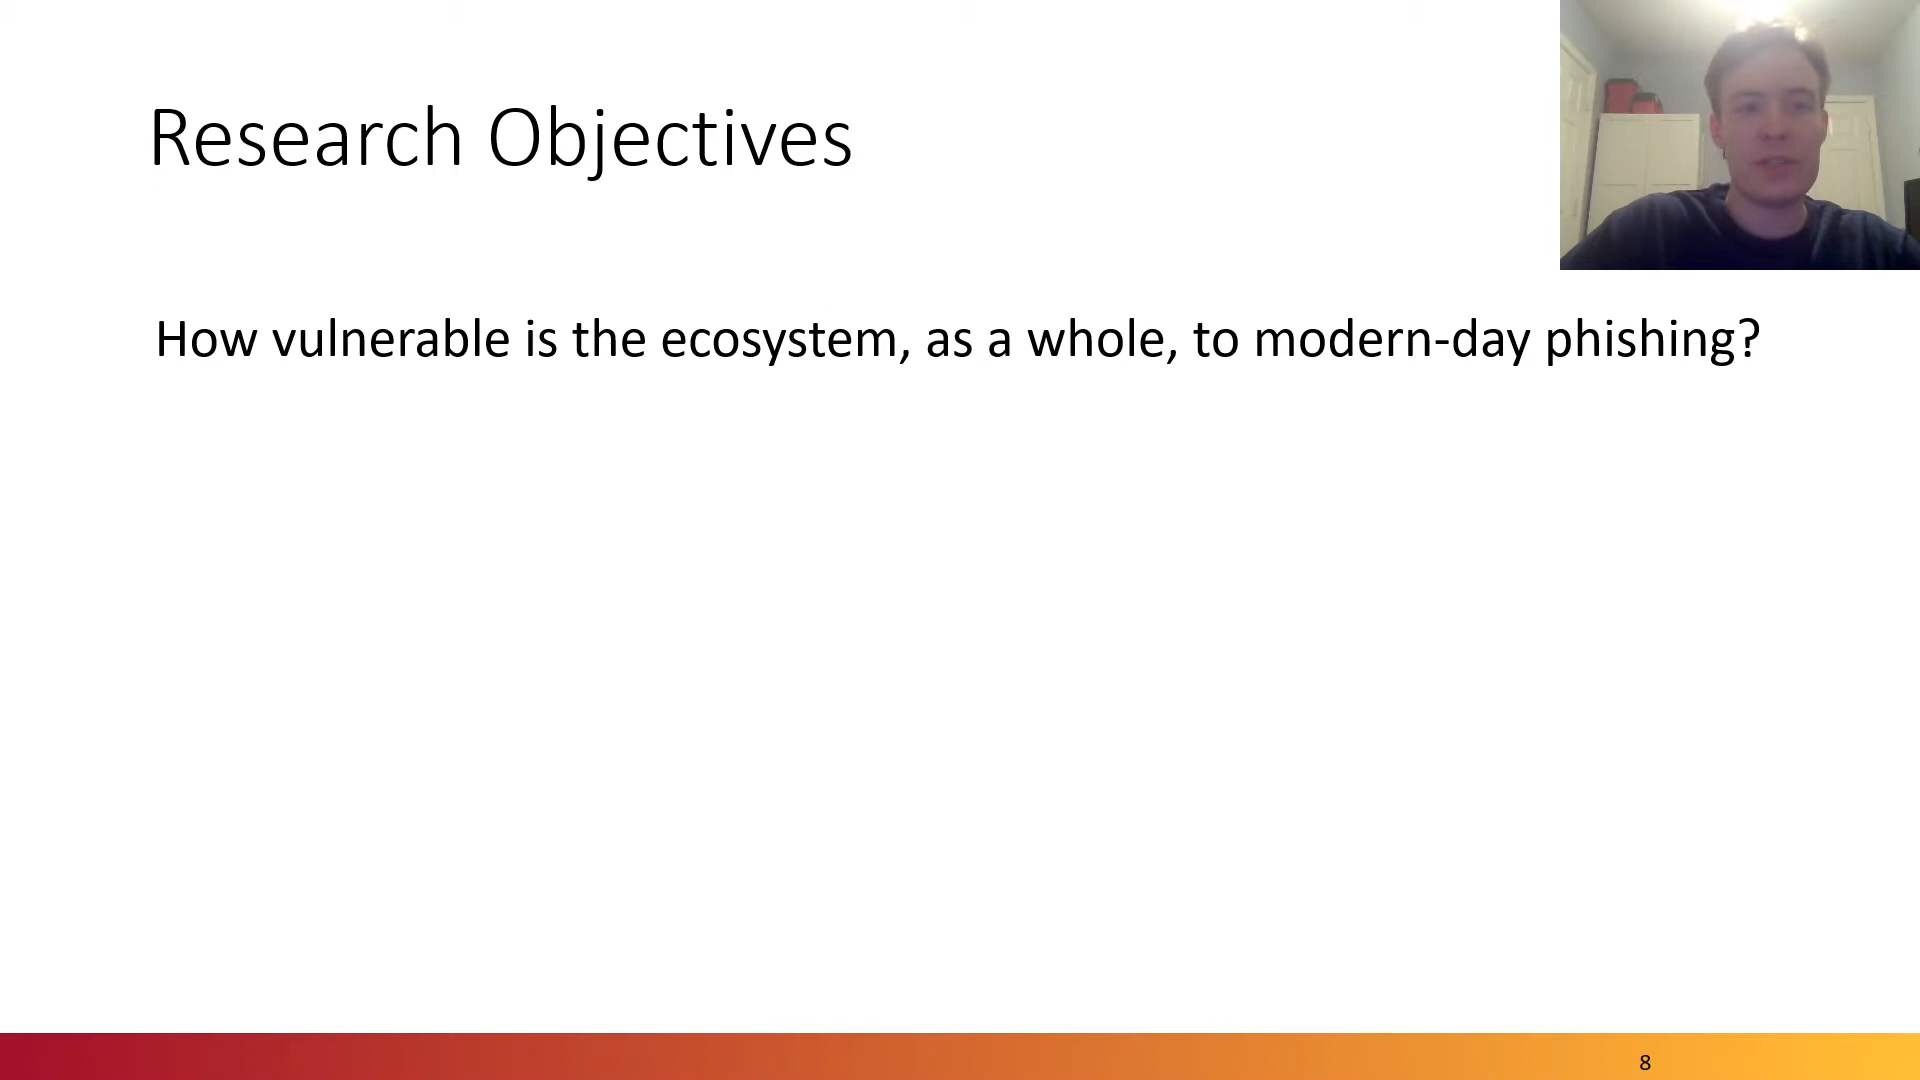 Research Objectives
How vulnerable is the ecosystem, as a whole, to modern-day phishing?
8